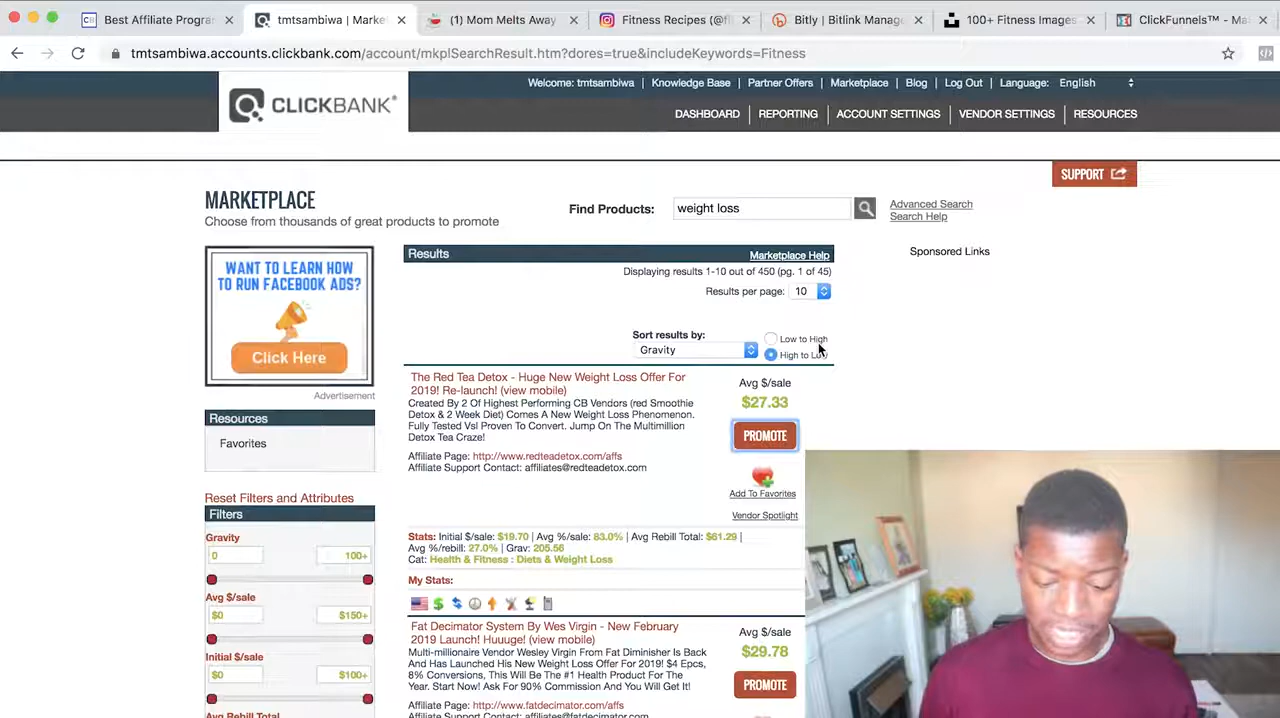 Best Affiliate Progra
tmtsambiwa | Marke
(1) Mom Melts Away
Fitness Recipes (@fi
Bitly | Bitlink Manage
100+ Fitness Images
ClickFunnels™ - Ma
tmtsambiwa.accounts.clickbank.com/account/mkplSearchResult.htm?dores=true&includeKeywords=Fitness
Welcome: tmtsambiwa | Knowledge Base | Partner Offers | Marketplace | Blog | Log Out | Language: English
CLICKBANK®
DASHBOARD | REPORTING | ACCOUNT SETTINGS | VENDOR SETTINGS | RESOURCES
SUPPORT
MARKETPLACE
Choose from thousands of great products to promote
Find Products: weight loss
Advanced Search
Search Help
WANT TO LEARN HOW
TO RUN FACEBOOK ADS?
Click Here
Advertisement
Resources
Favorites
Reset Filters and Attributes
Filters
Gravity
0 100+
Avg $/sale
$0 $150+
Initial $/sale
$0 $100+
Avg Rebill Total
Results Marketplace Help
Displaying results 1-10 out of 450 (pg. 1 of 45)
Results per page: 10
Sort results by:
Gravity
Low to High
High to Low
The Red Tea Detox - Huge New Weight Loss Offer For
2019! Re-launch! (view mobile)
Created By 2 Of Highest Performing CB Vendors (red Smoothie
Detox & 2 Week Diet) Comes A New Weight Loss Phenomenon.
Fully Tested Vsl Proven To Convert. Jump On The Multimillion
Detox Tea Craze!
Affiliate Page: http://www.redteadetox.com/affs
Affiliate Support Contact: affiliates@redteadetox.com
Avg $/sale
$27.33
PROMOTE
Add To Favorites
Vendor Spotlight
Stats: Initial $/sale: $19.70 | Avg %/sale: 83.0% | Avg Rebill Total: $61.29 |
Avg %/rebill: 27.0% | Grav: 205.56
Cat: Health & Fitness : Diets & Weight Loss
My Stats:
Fat Decimator System By Wes Virgin - New February
2019 Launch! Huuuge! (view mobile)
Multi-millionaire Vendor Wesley Virgin From Fat Diminisher Is Back
And Has Launched His New Weight Loss Offer For 2019! $4 Epcs,
8% Conversions, This Will Be The #1 Health Product For The
Year. Start Now! Ask For 90% Commission And You Will Get It!
Affiliate Page: http://www.fatdecimator.com/affs
Affiliate Support Contact: affiliates@fatdecimator.com
Avg $/sale
$29.78
PROMOTE
Sponsored Links